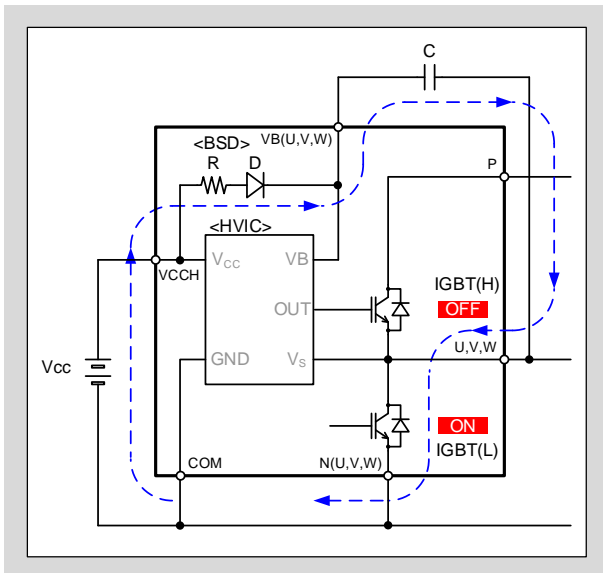 C
<BSD>
VB(U,V,W)
R D
P
<HVIC>
VCC VB
VCCH
IGBT(H)
OFF
OUT
U,V,W
Vcc
GND VS
ON
IGBT(L)
COM
N(U,V,W)